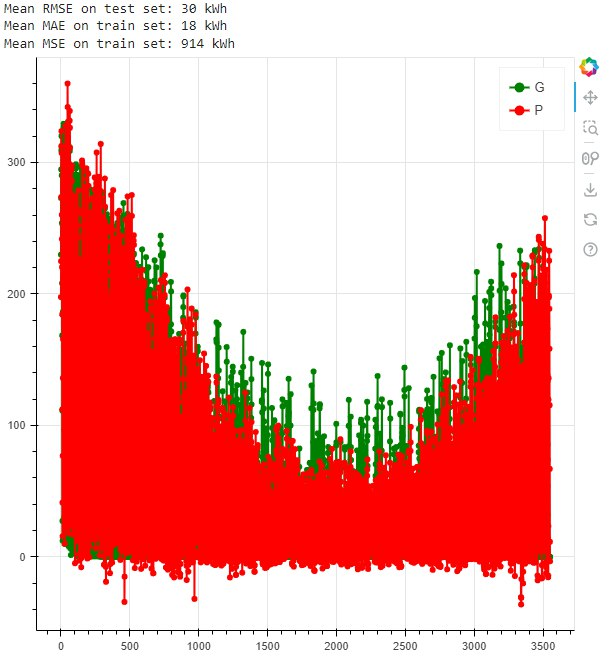 Mean RMSE on test set: 30 kWh
Mean MAE on train set: 18 kWh
Mean MSE on train set: 914 kWh
G
P
300
200
100
0
0 500 1000 1500 2000 2500 3000 3500